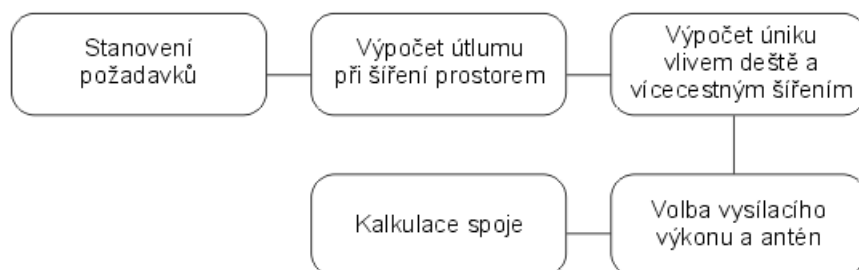 Stanovení
požadavků
Výpočet útlumu
při šíření prostorem
Výpočet úniku
vlivem deště a
vícecestným šířením
Kalkulace spoje
Volba vysílacího
výkonu a antén